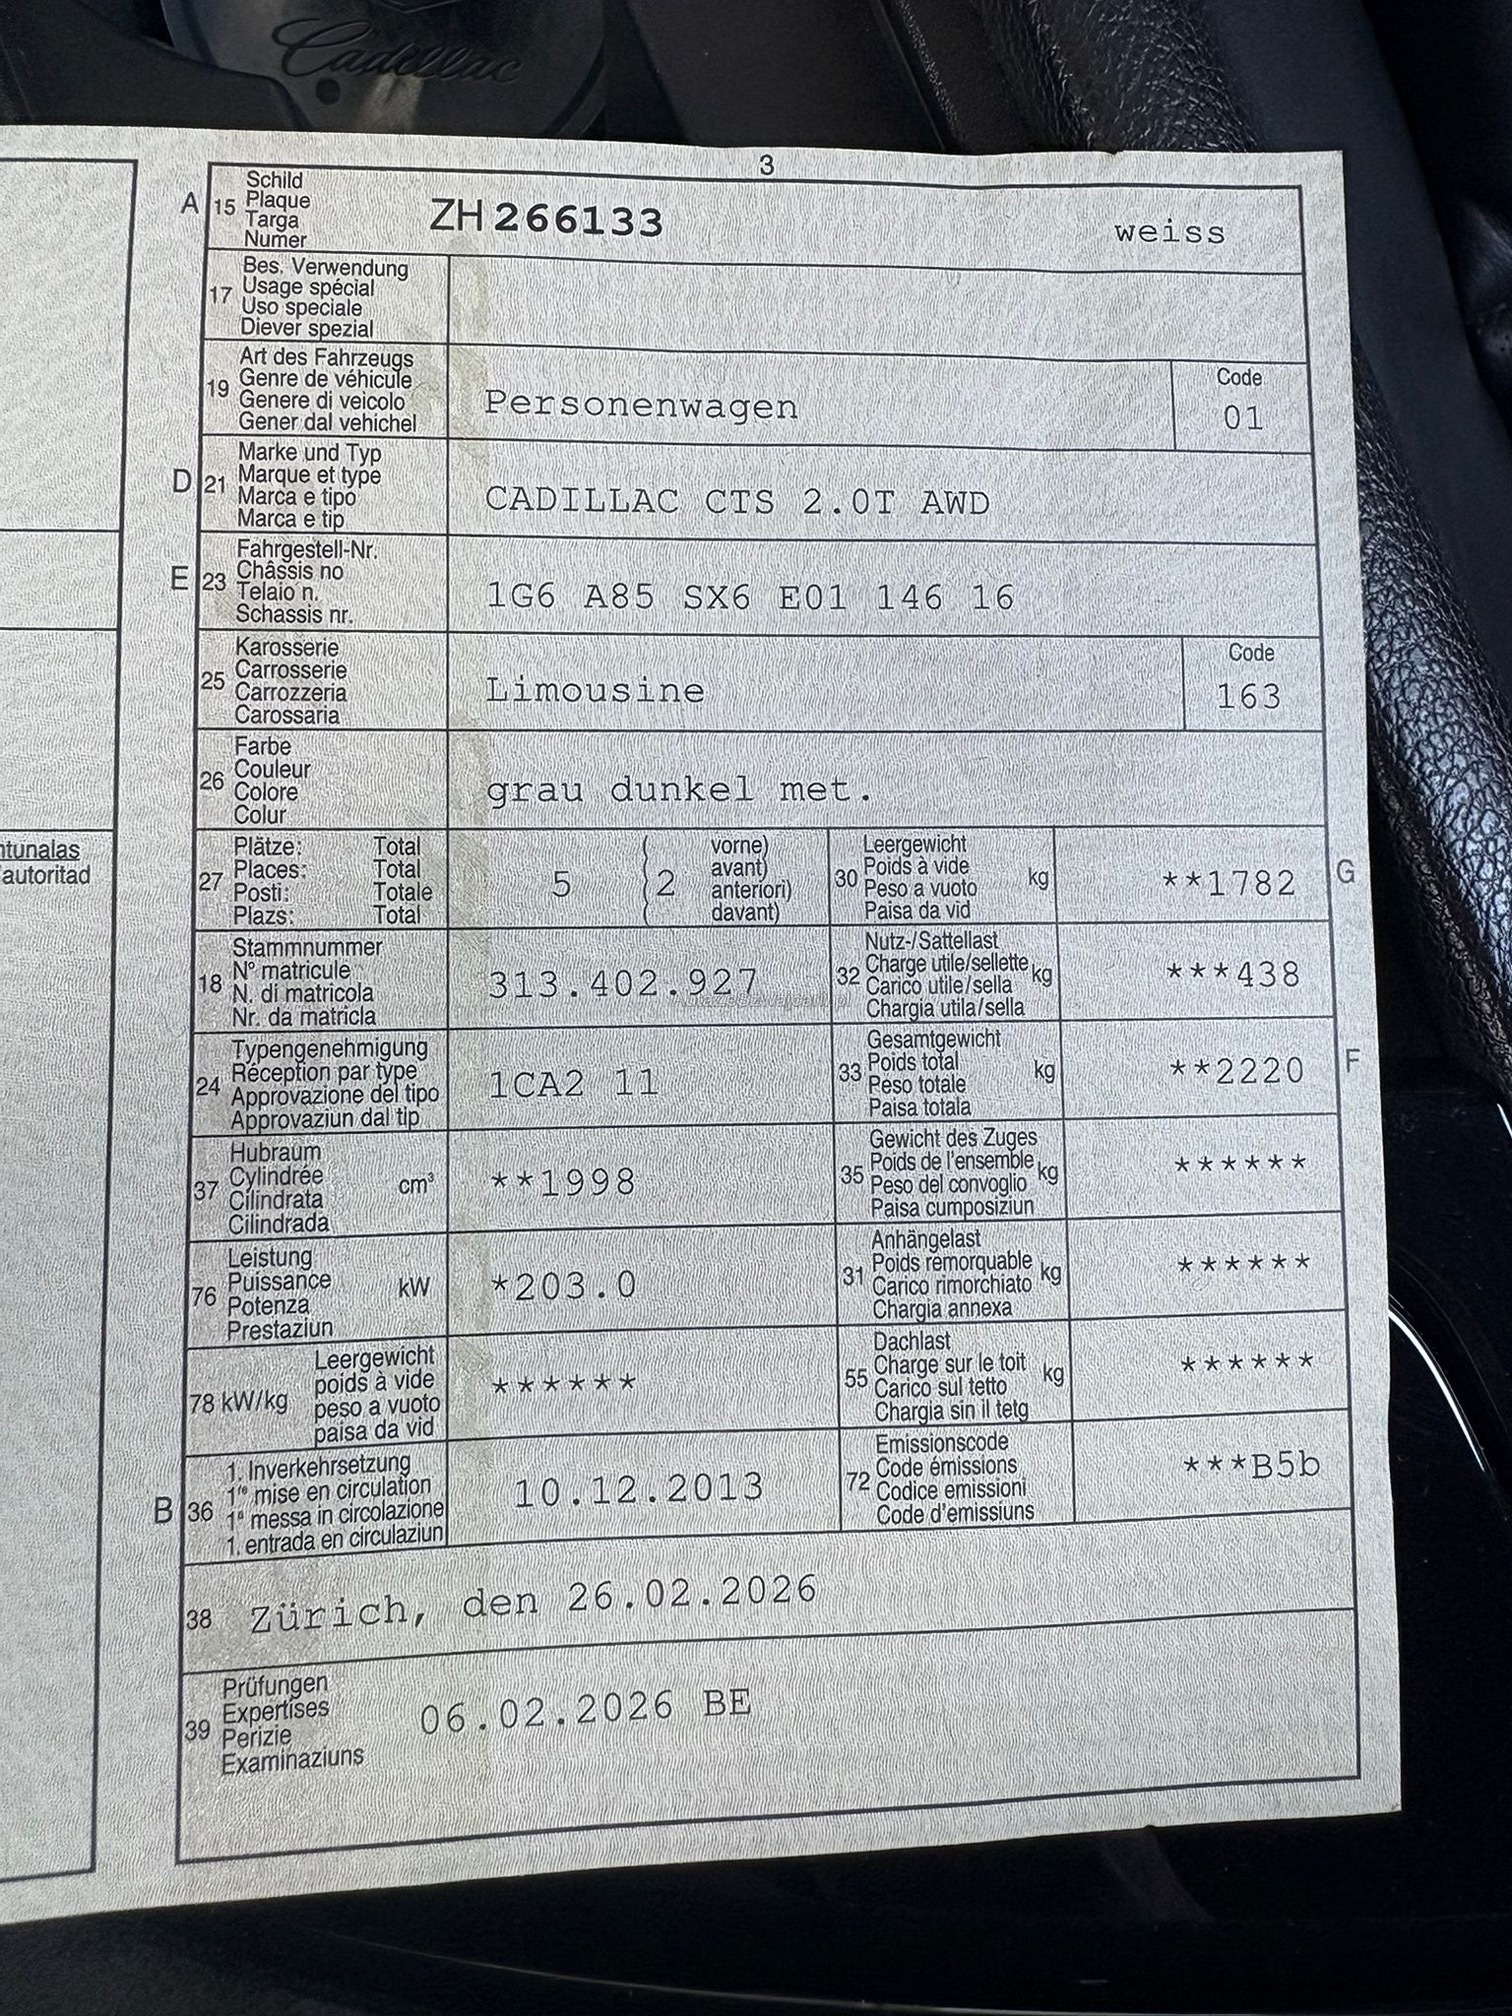 Cadillac
3
A 15 Schild
Plaque
Targa
Numer
ZH 266133 weiss
17 Bes. Verwendung
Usage spécial
Uso speciale
Diever spezial
19 Art des Fahrzeugs
Genre de véhicule
Genere di veicolo
Gener dal vehichel
Personenwagen
Code
01
D 21 Marke und Typ
Marque et type
Marca e tipo
Marca e tip
CADILLAC CTS 2.0T AWD
E 23 Fahrgestell-Nr.
Châssis no
Telaio n.
Schassis nr.
1G6 A85 SX6 E01 146 16
25 Karosserie
Carrosserie
Carrozzeria
Carossaria
Limousine
Code
163
26 Farbe
Couleur
Colore
Colur
grau dunkel met.
ntunalas
'autoritad
27 Plätze: Total
Places: Total
Posti: Totale
Plazs: Total
5 ( 2 vorne)
avant)
anteriori)
davant)
30 Leergewicht
Poids à vide
Peso a vuoto
Paisa da vid
kg
**1782
G
18 Stammnummer
N° matricule
N. di matricola
Nr. da matricla
313.402.927
32 Nutz-/Sattellast
Charge utile/sellette
Carico utile/sella
Chargia utila/sella
kg
***438
24 Typengenehmigung
Réception par type
Approvazione del tipo
Approvaziun dal tip
1CA2 11
33 Gesamtgewicht
Poids total
Peso totale
Paisa totala
kg
**2220
F
37 Hubraum
Cylindrée
Cilindrata
Cilindrada
cm³
**1998
35 Gewicht des Zuges
Poids de l'ensemble
Peso del convoglio
Paisa cumposiziun
kg
******
76 Leistung
Puissance
Potenza
Prestaziun
kW
*203.0
31 Anhängelast
Poids remorquable
Carico rimorchiato
Chargia annexa
kg
******
78 kW/kg Leergewicht
poids à vide
peso a vuoto
paisa da vid
******
55 Dachlast
Charge sur le toit
Carico sul tetto
Chargia sin il tetg
kg
******
B 36 1. Inverkehrsetzung
1re mise en circulation
1a messa in circolazione
1. entrada en circulaziun
10.12.2013
72 Emissionscode
Code émissions
Codice emissioni
Code d'emissiuns
***B5b
38 Zürich, den 26.02.2026
39 Prüfungen
Expertises
Perizie
Examinaziuns
06.02.2026 BE